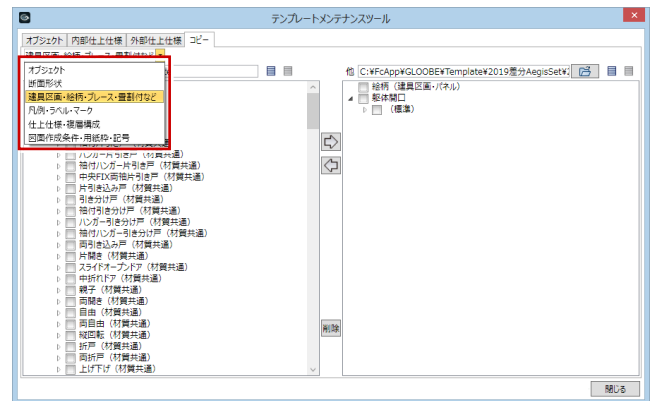 テンプレートメンテナンスツール
×
オブジェクト 内部仕上仕様 外部仕上仕様 コピー
オブジェクト
断面形状
建具区画・絵柄・ブレース・畳割付など
凡例・ラベル・マーク
仕上仕様・複層構成
図面作成条件・用紙枠・記号
ハンガー片引き戸（材質共通）
袖付ハンガー片引き戸（材質共通）
中央FIX両袖片引き戸（材質共通）
片引き込み戸（材質共通）
引き分け戸（材質共通）
袖付引き分け戸（材質共通）
ハンガー引き分け戸（材質共通）
袖付ハンガー引き分け戸（材質共通）
両引き込み戸（材質共通）
片開き（材質共通）
スライドオープンドア（材質共通）
中折れドア（材質共通）
親子（材質共通）
両開き（材質共通）
自由（材質共通）
両自由（材質共通）
縦回転（材質共通）
折戸（材質共通）
両折戸（材質共通）
上げ下げ（材質共通）
削除
他 C:¥FcApp¥GLOOBE¥Template¥2019差分AegisSet¥
絵柄（建具区画・パネル）
躯体開口
（標準）
閉じる